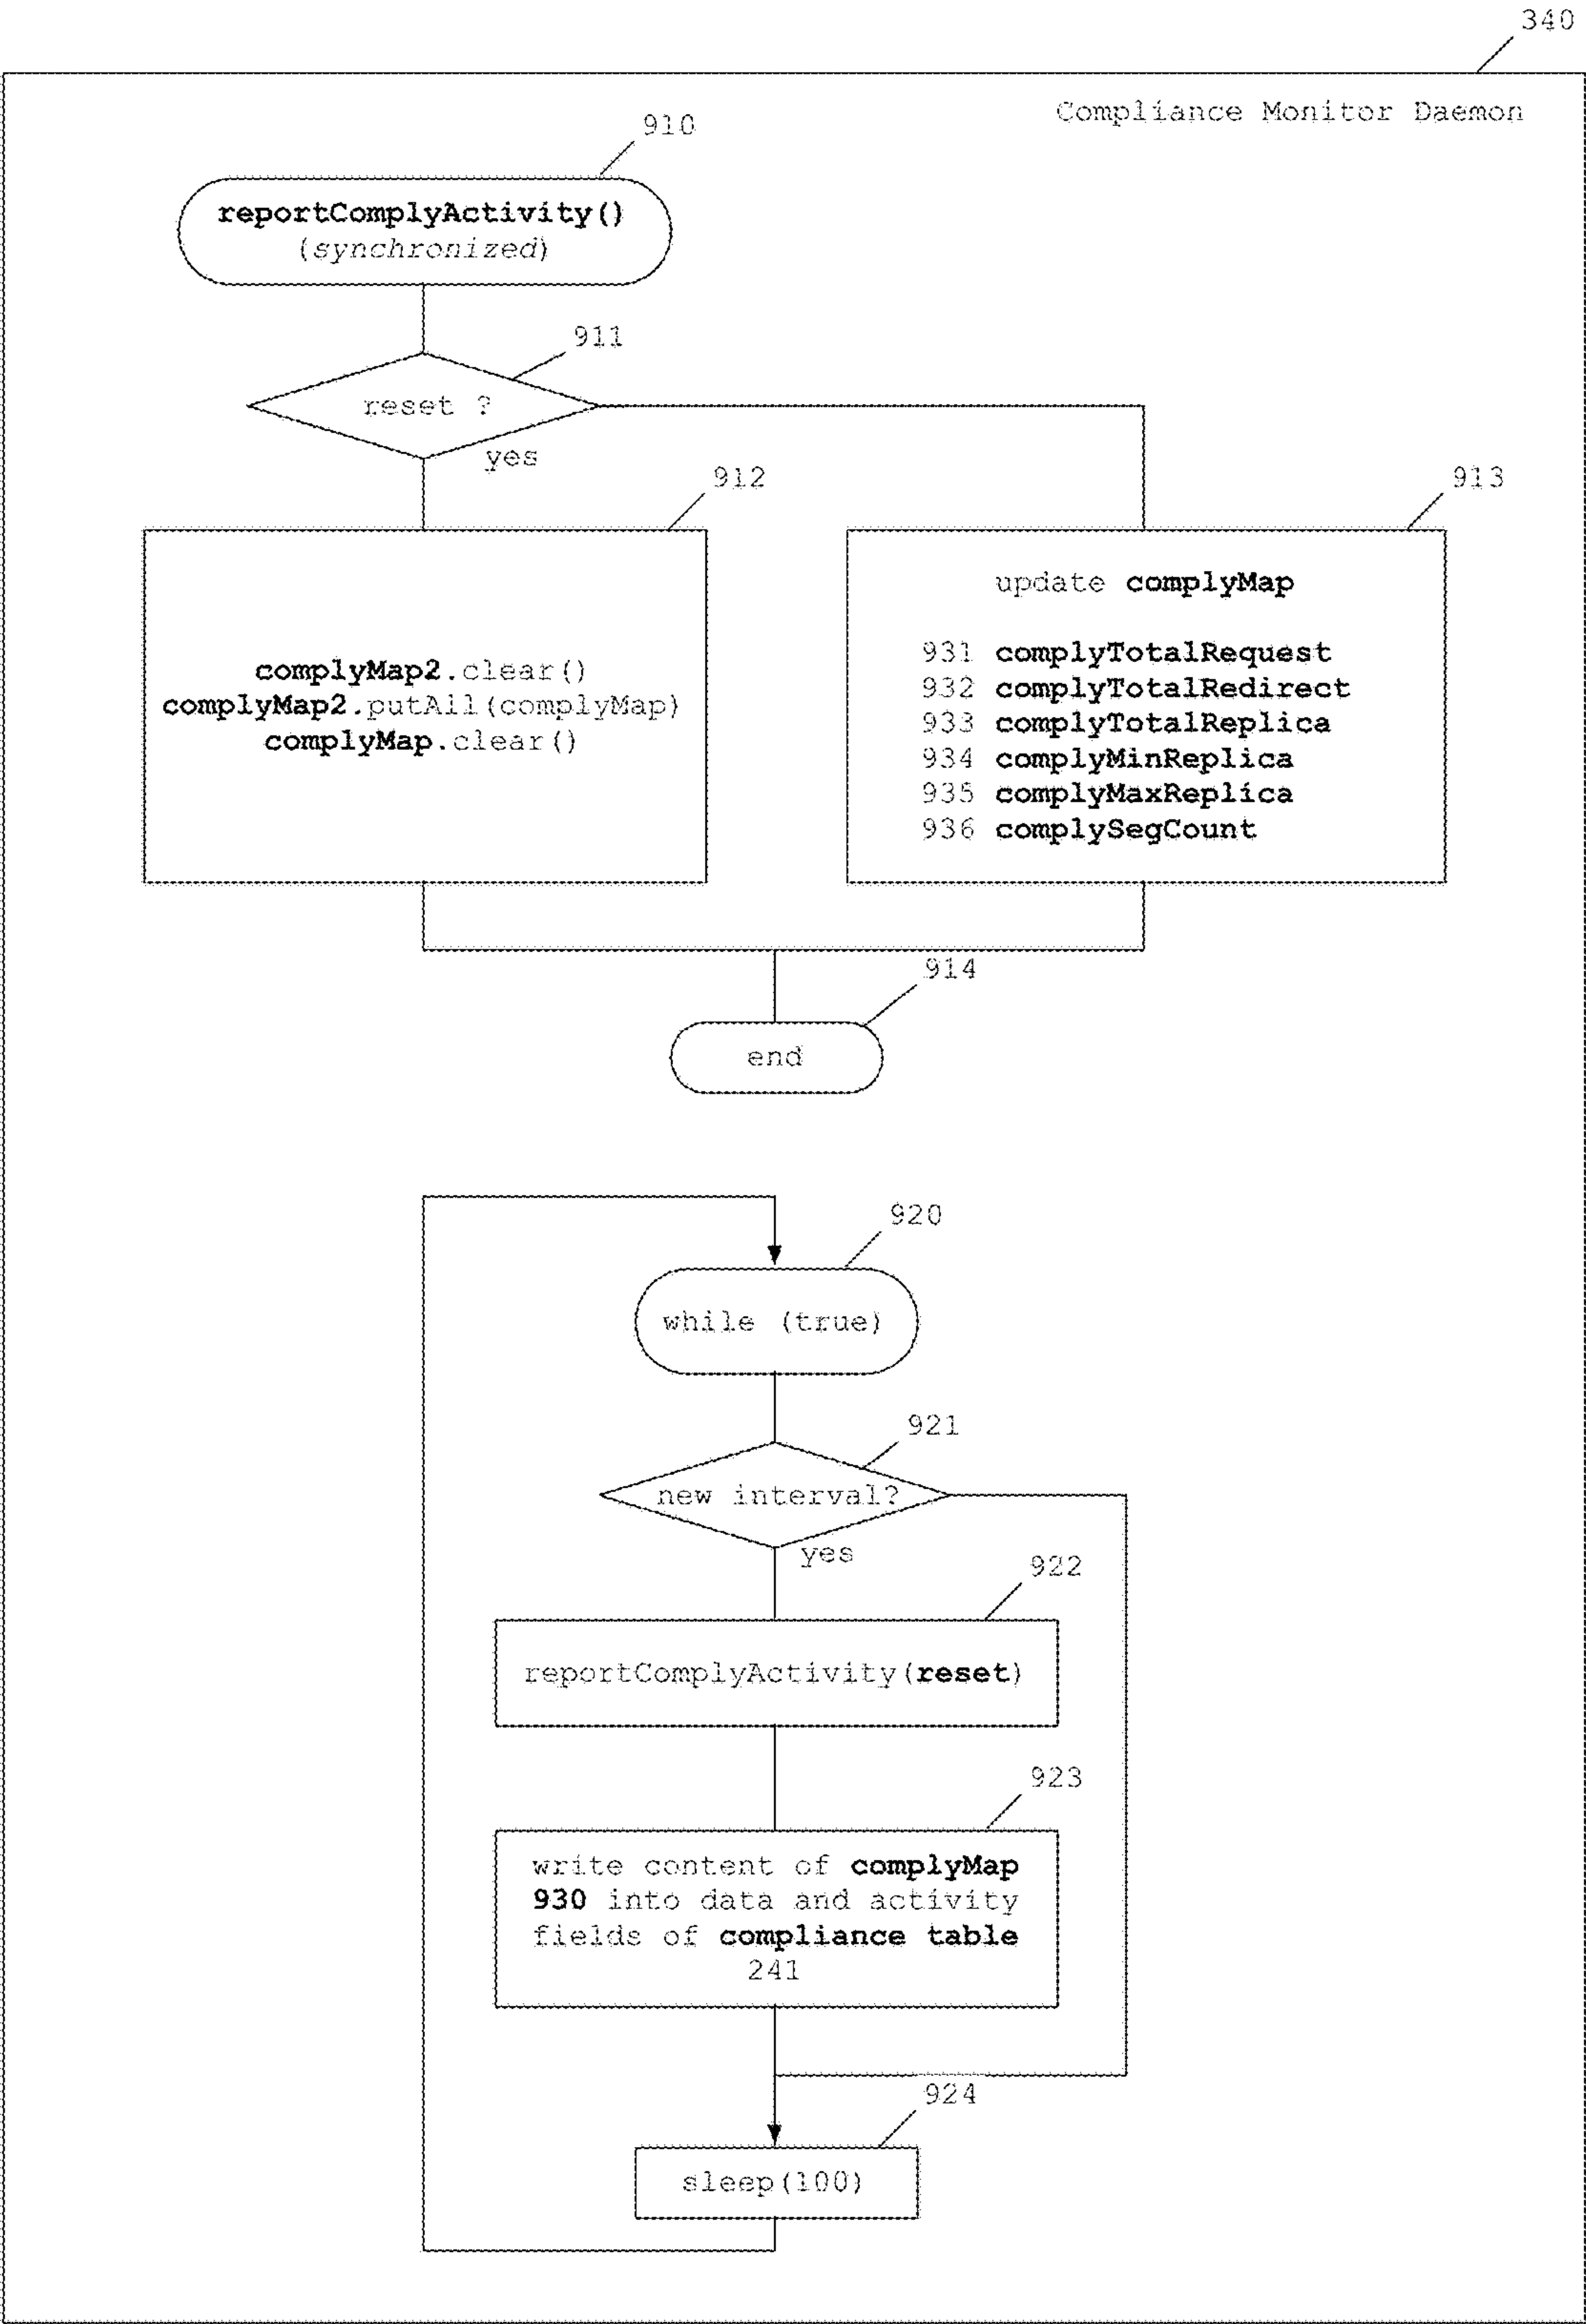 340
Compliance Monitor Daemon
910
reportComplyActivity()
(synchronized)
911
reset ?
yes
912
913
complyMap2.clear()
complyMap2.putAll(complyMap)
complyMap.clear()
update complyMap
931 complyTotalRequest
932 complyTotalRedirect
933 complyTotalReplica
934 complyMinReplica
935 complyMaxReplica
936 complySegCount
914
end
920
while (true)
921
new interval?
yes
922
reportComplyActivity(reset)
923
write content of complyMap
930 into data and activity
fields of compliance table
241
924
sleep(100)